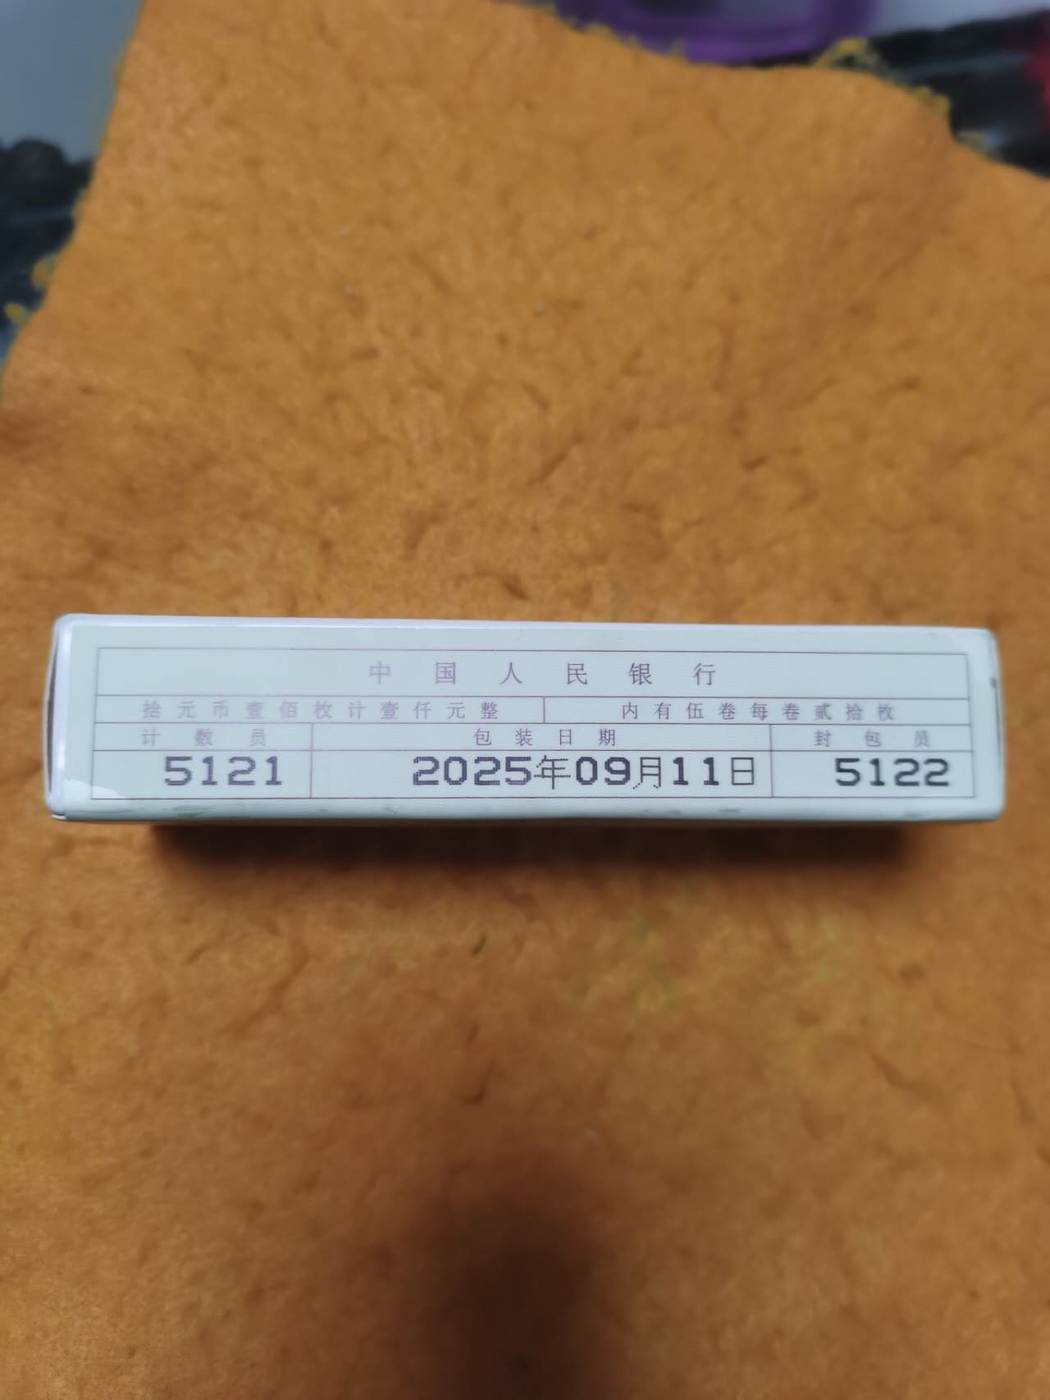 中国人民银行
拾元币壹佰枚计壹仟元整 内有伍卷每卷贰拾枚
计数员 包装日期 封包员
5121 2025年09月11日 5122